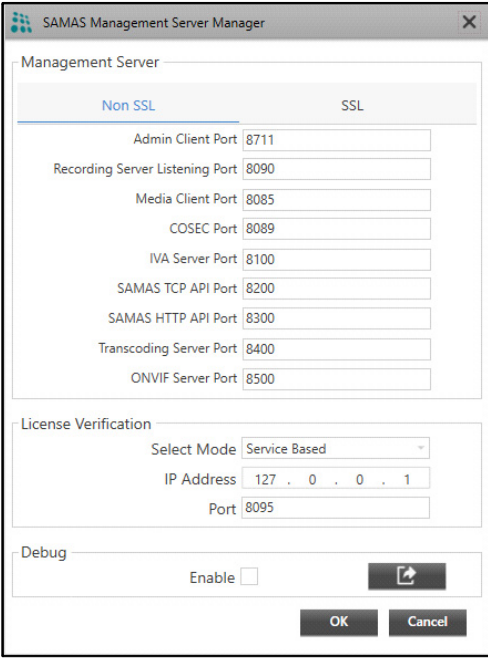 SAMAS Management Server Manager
Management Server
Non SSL SSL
Admin Client Port 8711
Recording Server Listening Port 8090
Media Client Port 8085
COSEC Port 8089
IVA Server Port 8100
SAMAS TCP API Port 8200
SAMAS HTTP API Port 8300
Transcoding Server Port 8400
ONVIF Server Port 8500
License Verification
Select Mode Service Based
IP Address 127 . 0 . 0 . 1
Port 8095
Debug
Enable
OK Cancel